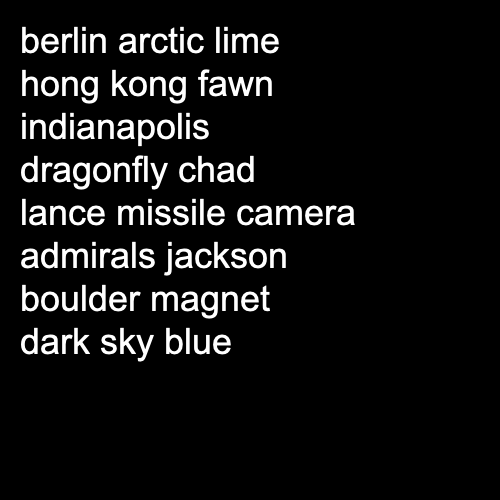 berlin arctic lime
hong kong fawn
indianapolis
dragonfly chad
lance missile camera
admirals jackson
boulder magnet
dark sky blue